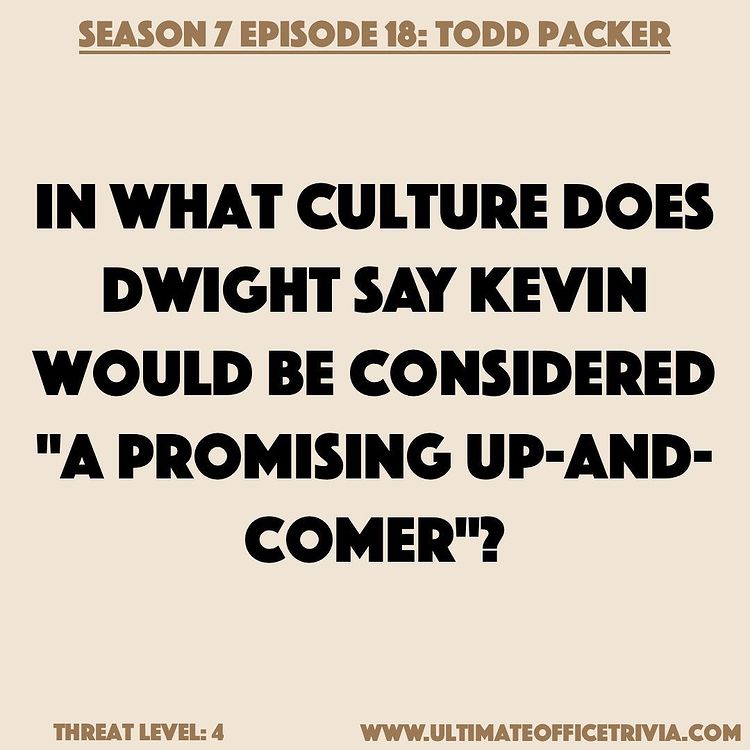 SEASON 7 EPISODE 18: TODD PACKER
IN WHAT CULTURE DOES
DWIGHT SAY KEVIN
WOULD BE CONSIDERED
"A PROMISING UP-AND-
COMER"?
THREAT LEVEL: 4
WWW.ULTIMATEOFFICETRIVIA.COM